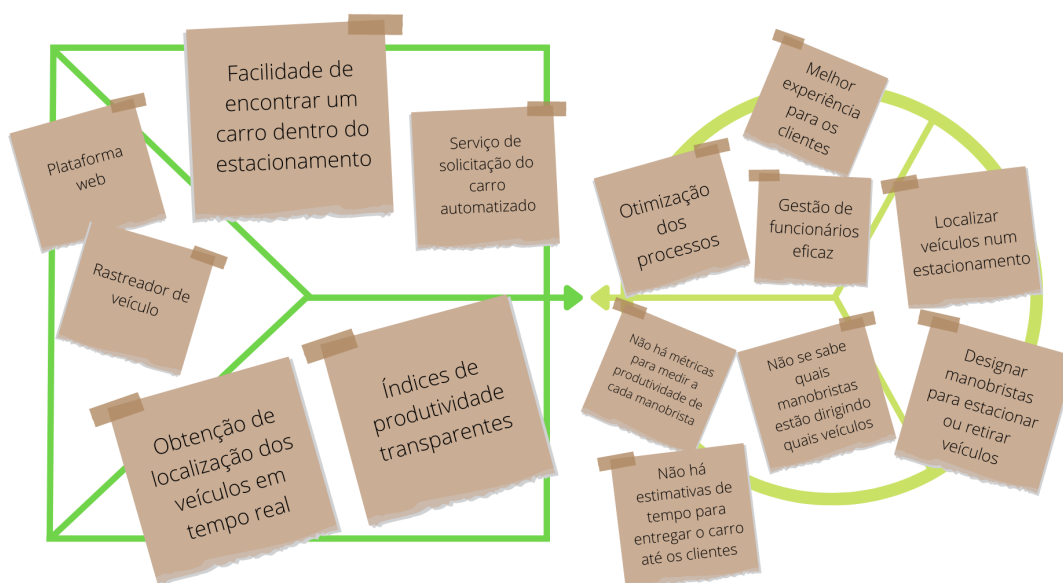 Plataforma
web
Rastreador de
veículo
Facilidade de
encontrar um
carro dentro do
estacionamento
Serviço de
solicitação do
carro
automatizado
Obtenção de
localização dos
veículos em
tempo real
Índices de
produtividade
transparentes
Melhor
experiência
para os
clientes
Otimização
dos
processos
Gestão de
funcionários
eficaz
Localizar
veículos num
estacionamento
Não há métricas
para medir a
produtividade de
cada manobrista
Não se sabe
quais
manobristas
estão dirigindo
quais veículos
Designar
manobristas
para estacionar
ou retirar
veículos
Não há
estimativas de
tempo para
entregar o carro
até os clientes